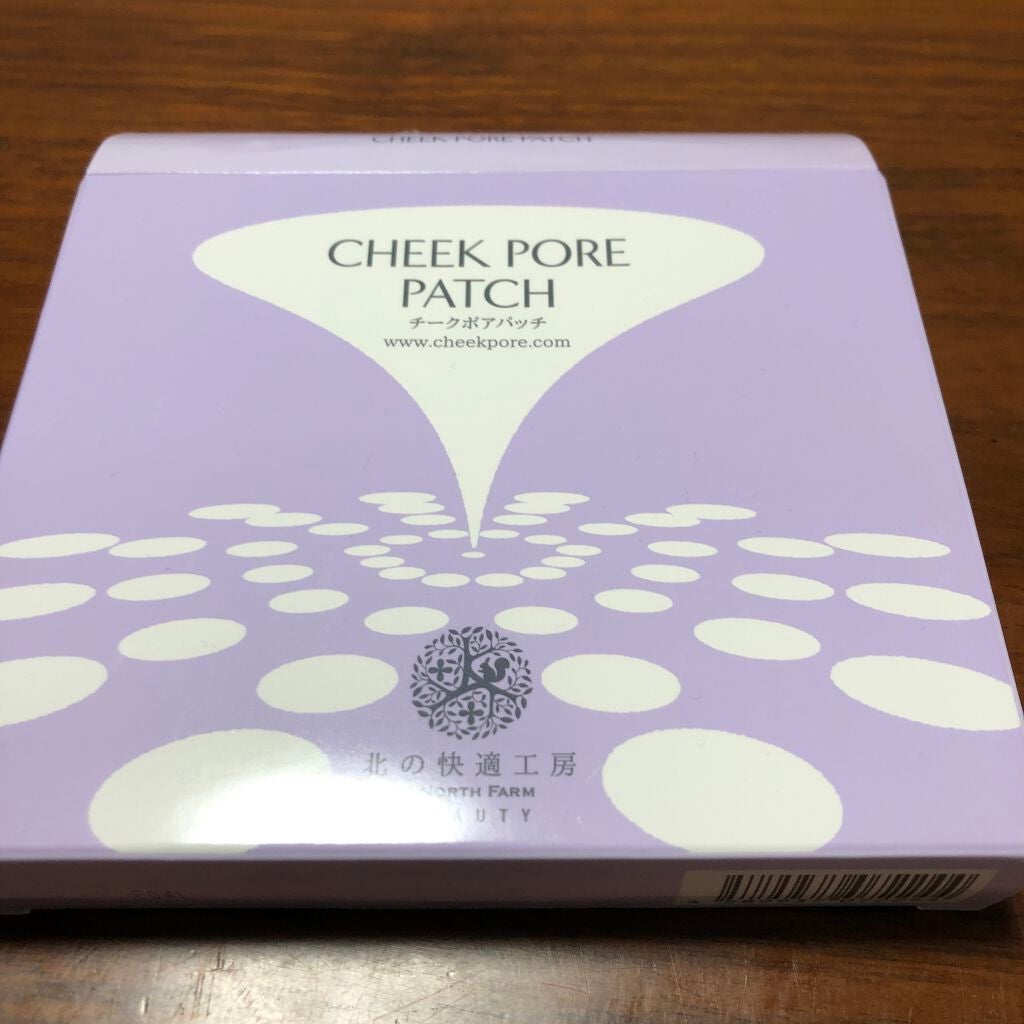 CHEEK PORE PATCH
CHEEK PORE
PATCH
チークポアパッチ
www.cheekpore.com
北の快適工房
NORTH FARM